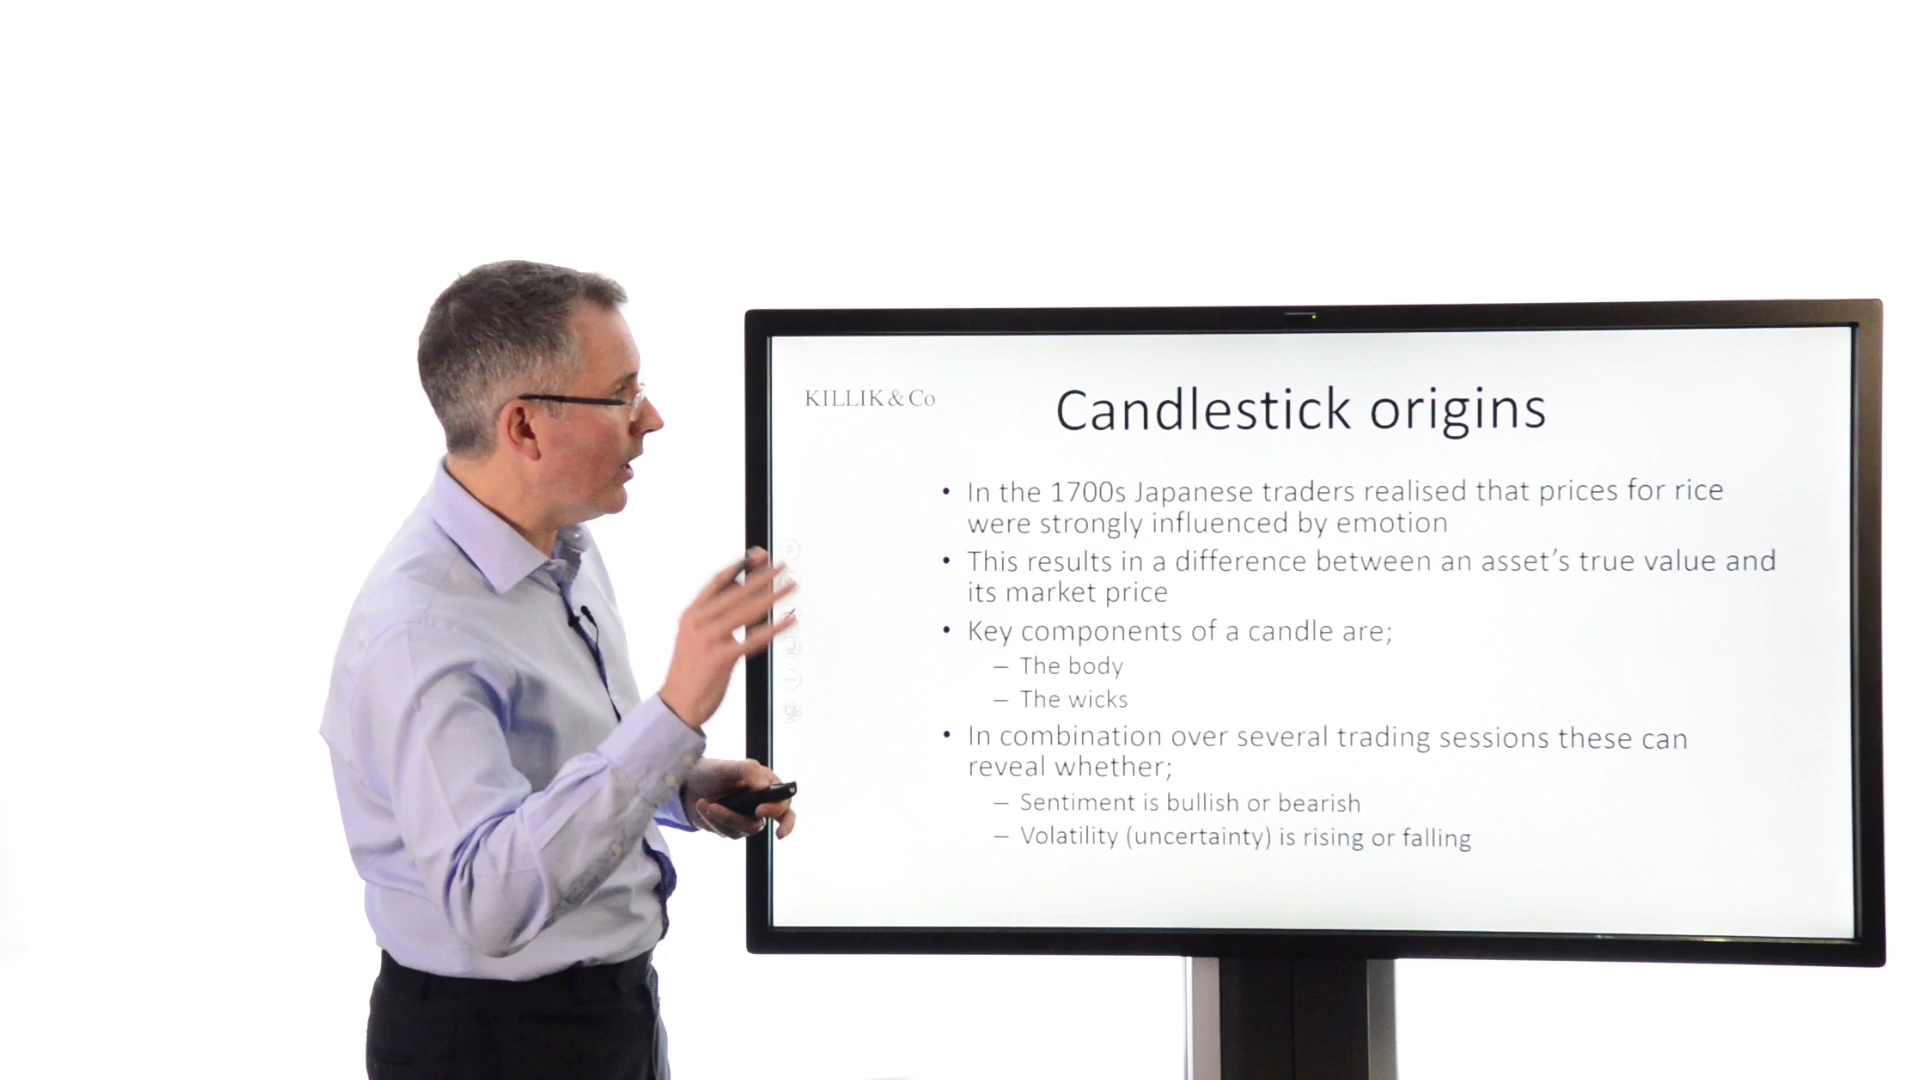 KILLIK & Co
Candlestick origins
• In the 1700s Japanese traders realised that prices for rice
were strongly influenced by emotion
• This results in a difference between an asset's true value and
its market price
• Key components of a candle are;
– The body
– The wicks
• In combination over several trading sessions these can
reveal whether;
– Sentiment is bullish or bearish
– Volatility (uncertainty) is rising or falling